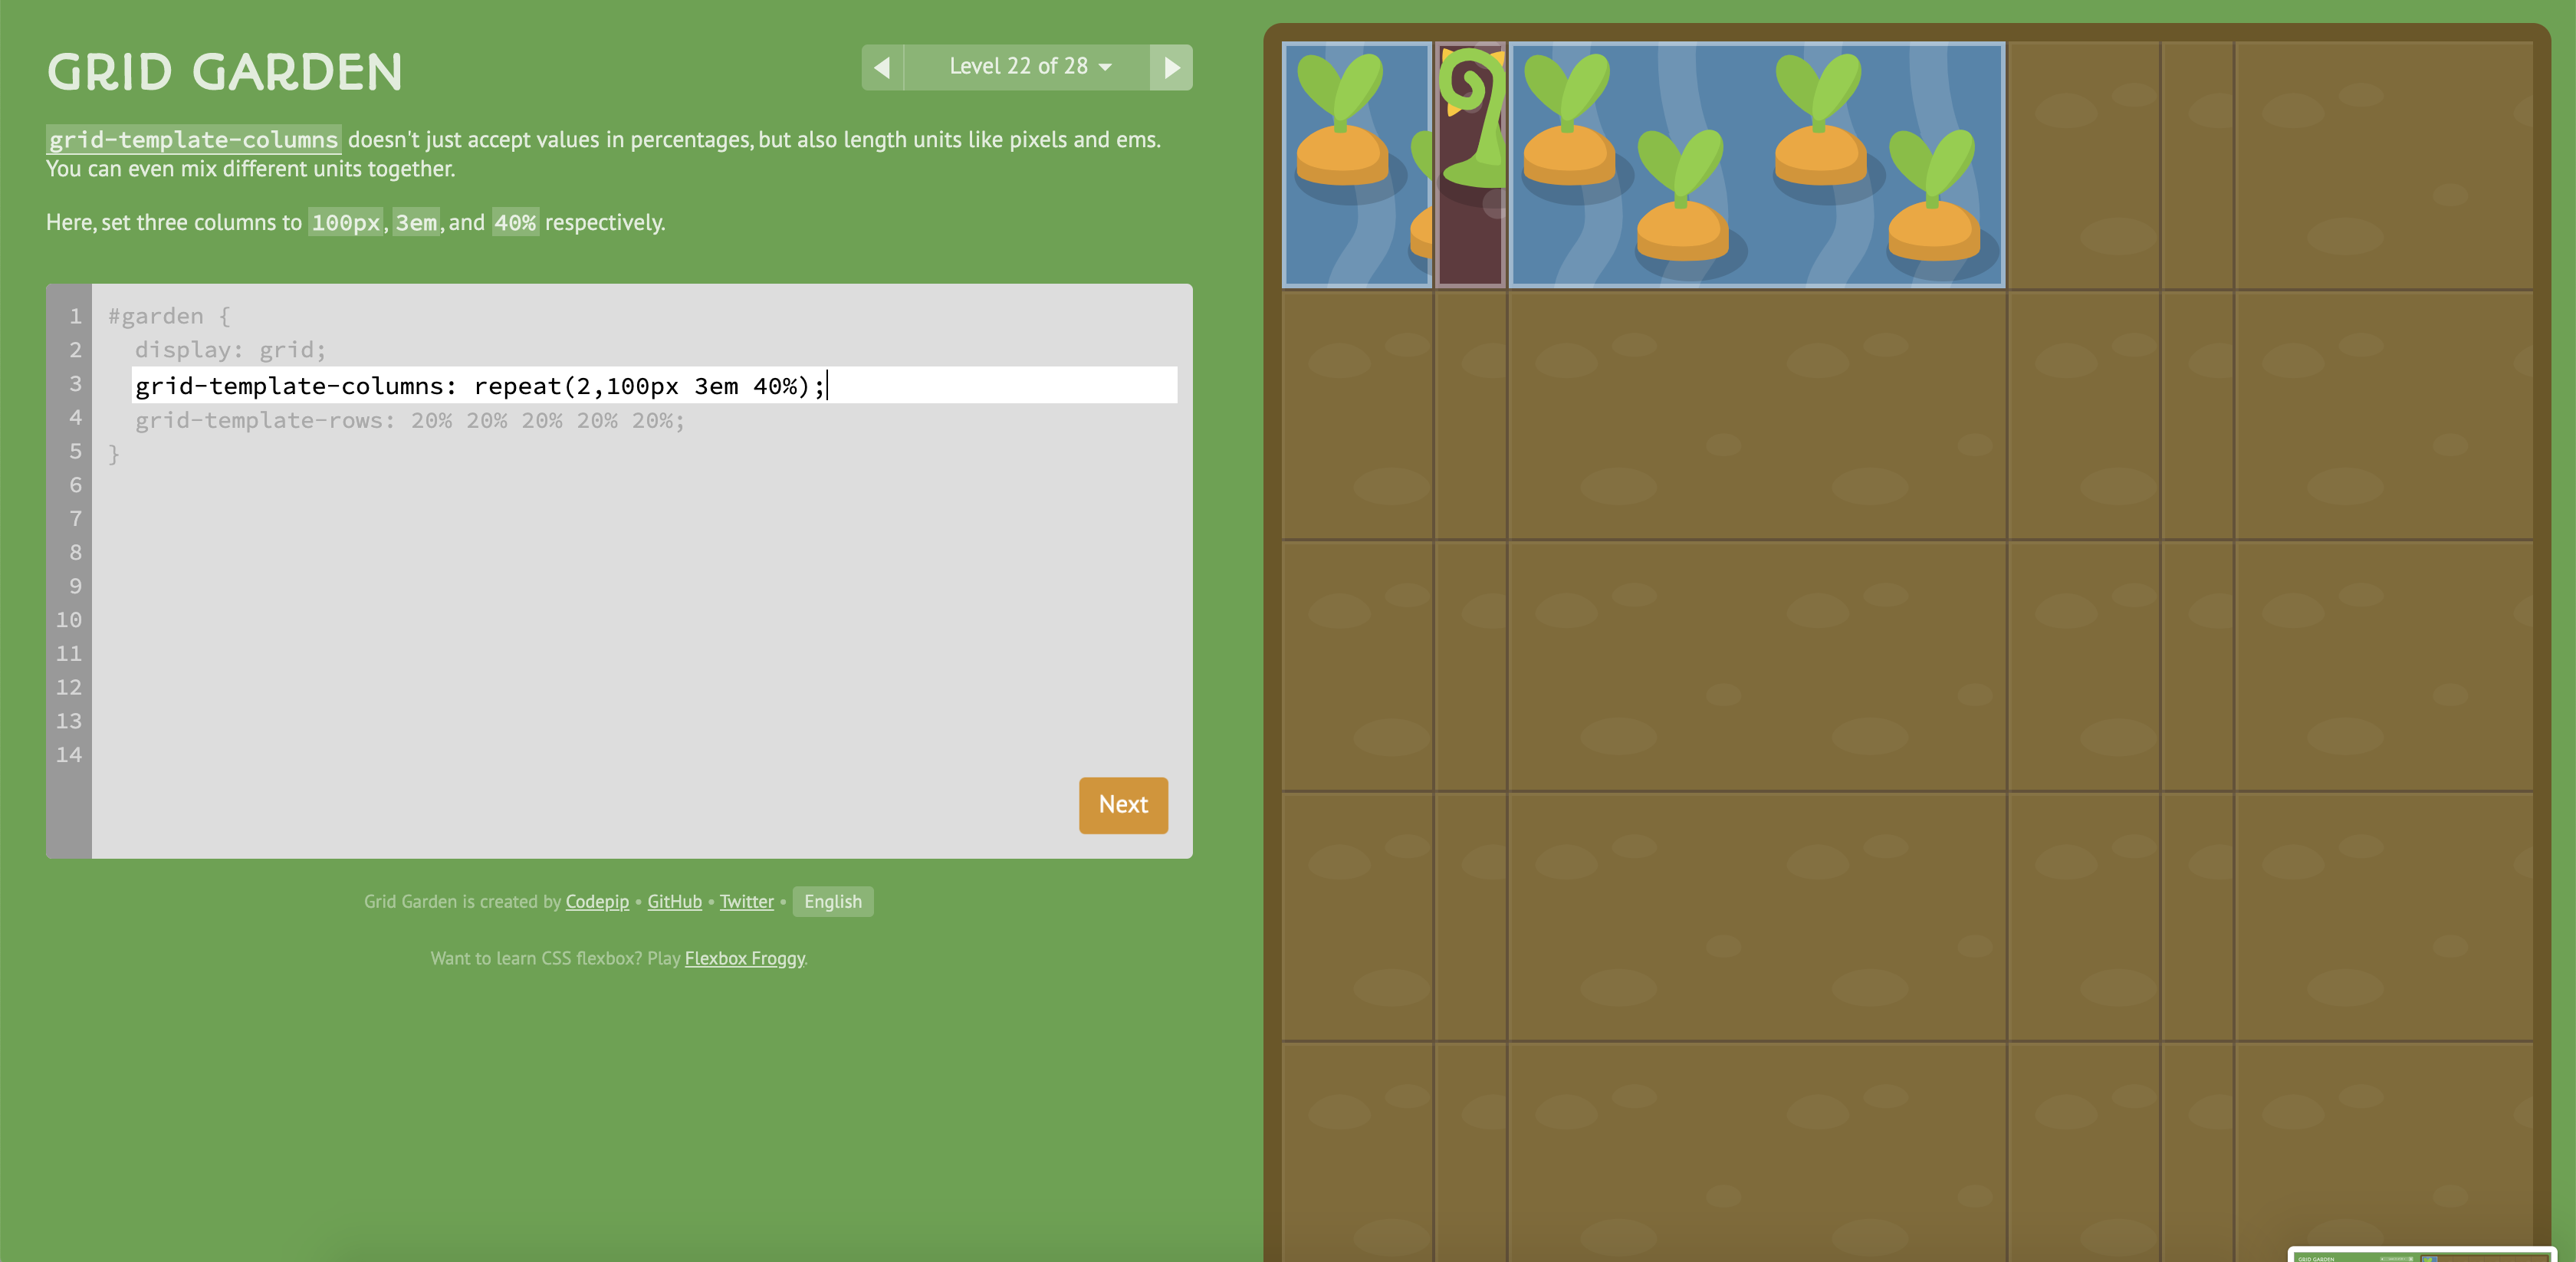 GRID GARDEN
Level 22 of 28
grid-template-columns doesn't just accept values in percentages, but also length units like pixels and ems.
You can even mix different units together.
Here, set three columns to 100px, 3em, and 40% respectively.
1 #garden {
2 display: grid;
3 grid-template-columns: repeat(2,100px 3em 40%);
4 grid-template-rows: 20% 20% 20% 20% 20%;
5 }
6
7
8
9
10
11
12
13
14
Next
Grid Garden is created by Codepip • GitHub • Twitter • English
Want to learn CSS flexbox? Play Flexbox Froggy.
GRID GARDEN